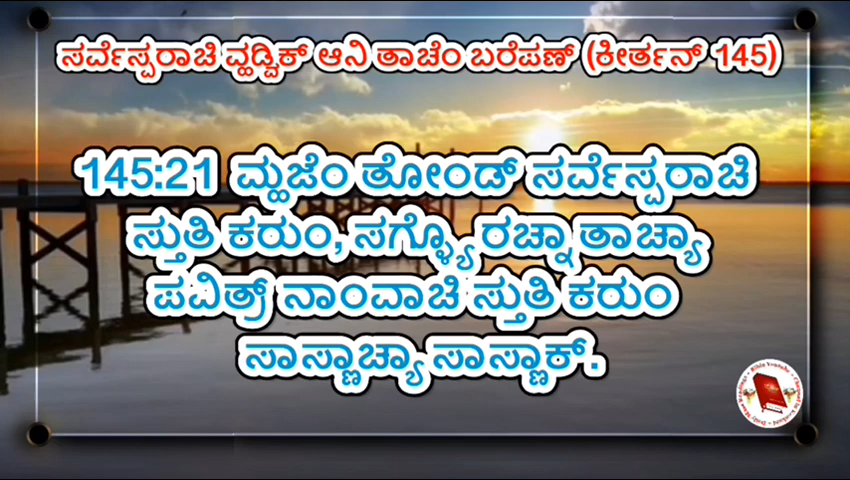 ಸರ್ವೆಸ್ಪರಾಚಿ ವ್ಹಡ್ವಿಕ್ ಆನಿ ತಾಚೆಂ ಬರೆಪಣ್ (ಕೀರ್ತನ್ 145)
145:21 ಮ್ಹಜೆಂ ತೋಂಡ್ ಸರ್ವೆಸ್ಪರಾಚಿ
ಸ್ತುತಿ ಕರುಂ, ಸಗ್ಳ್ಯೊ ರಚ್ನಾ ತಾಚ್ಯಾ
ಪವಿತ್ರ್ ನಾಂವಾಚಿ ಸ್ತುತಿ ಕರುಂ
ಸಾಸ್ಣಾಚ್ಯಾ ಸಾಸ್ಣಾಕ್.